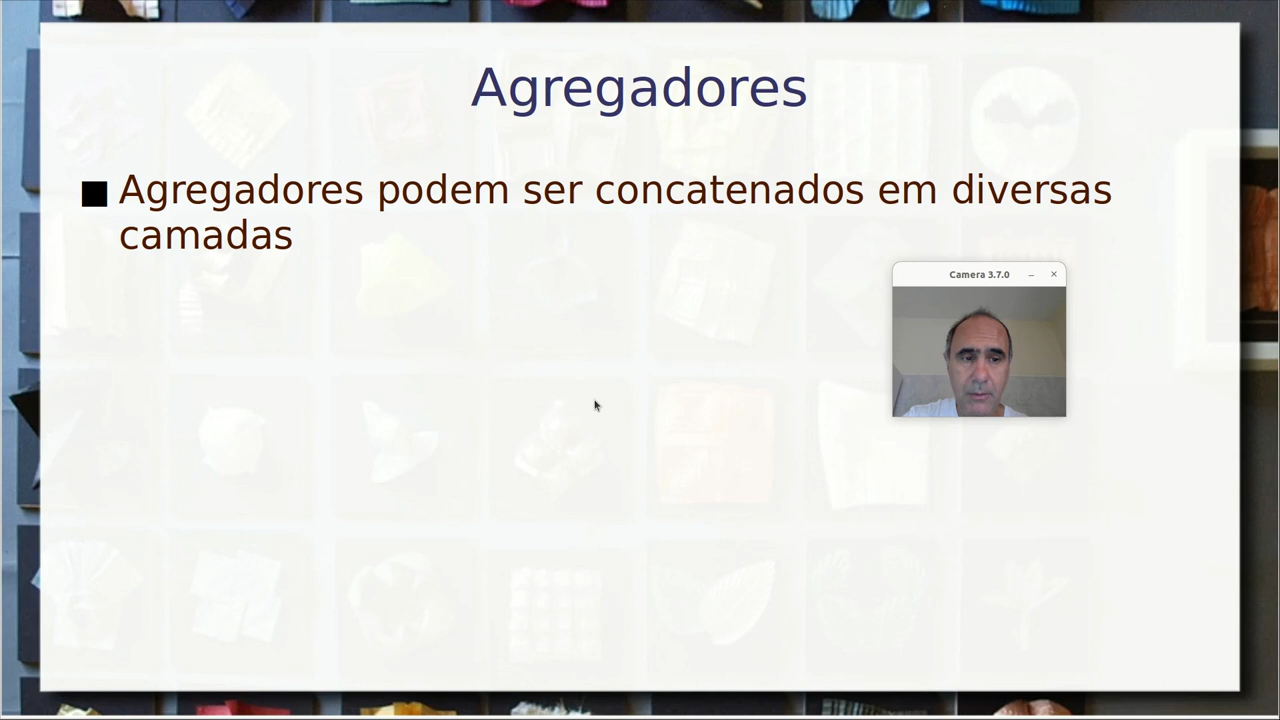 Agregadores
Agregadores podem ser concatenados em diversas
camadas
Camera 3.7.0